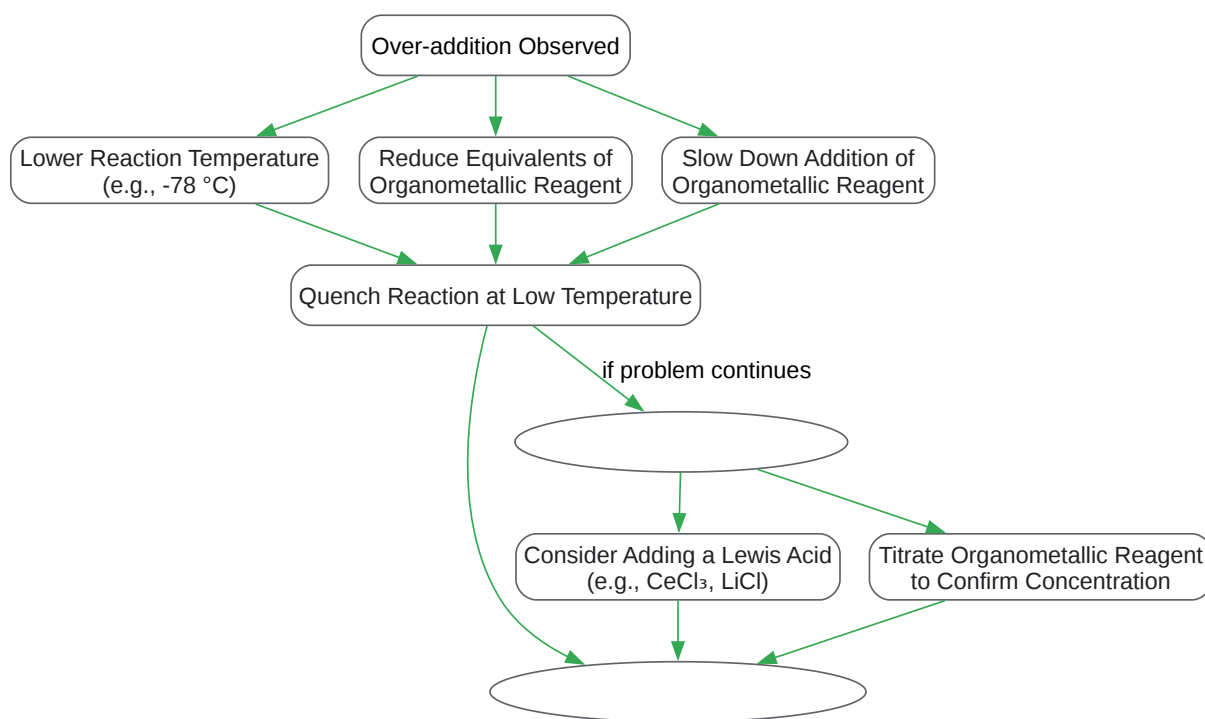 Over-addition Observed
Lower Reaction Temperature
(e.g., -78 °C)
Reduce Equivalents of
Organometallic Reagent
Slow Down Addition of
Organometallic Reagent
Quench Reaction at Low Temperature
if problem continues
Consider Adding a Lewis Acid
(e.g., CeCl₃, LiCl)
Titrate Organometallic Reagent
to Confirm Concentration